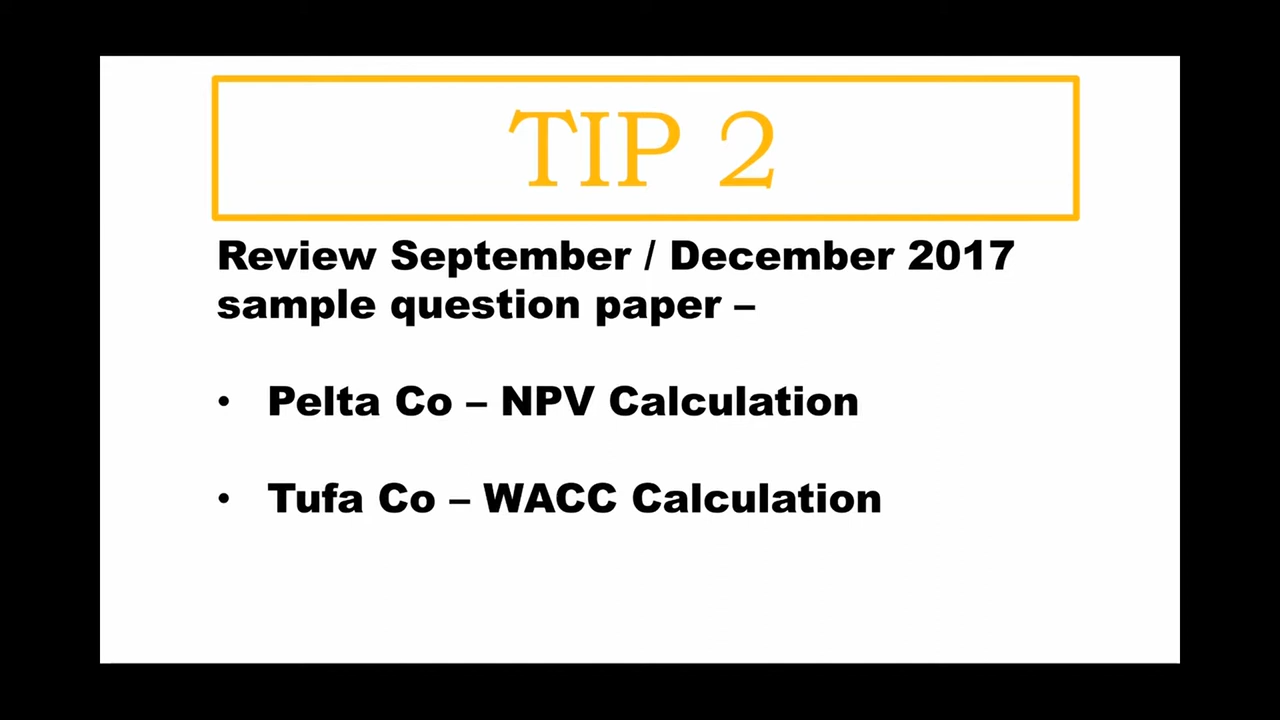 TIP 2
Review September / December 2017
sample question paper –
• Pelta Co – NPV Calculation
• Tufa Co – WACC Calculation